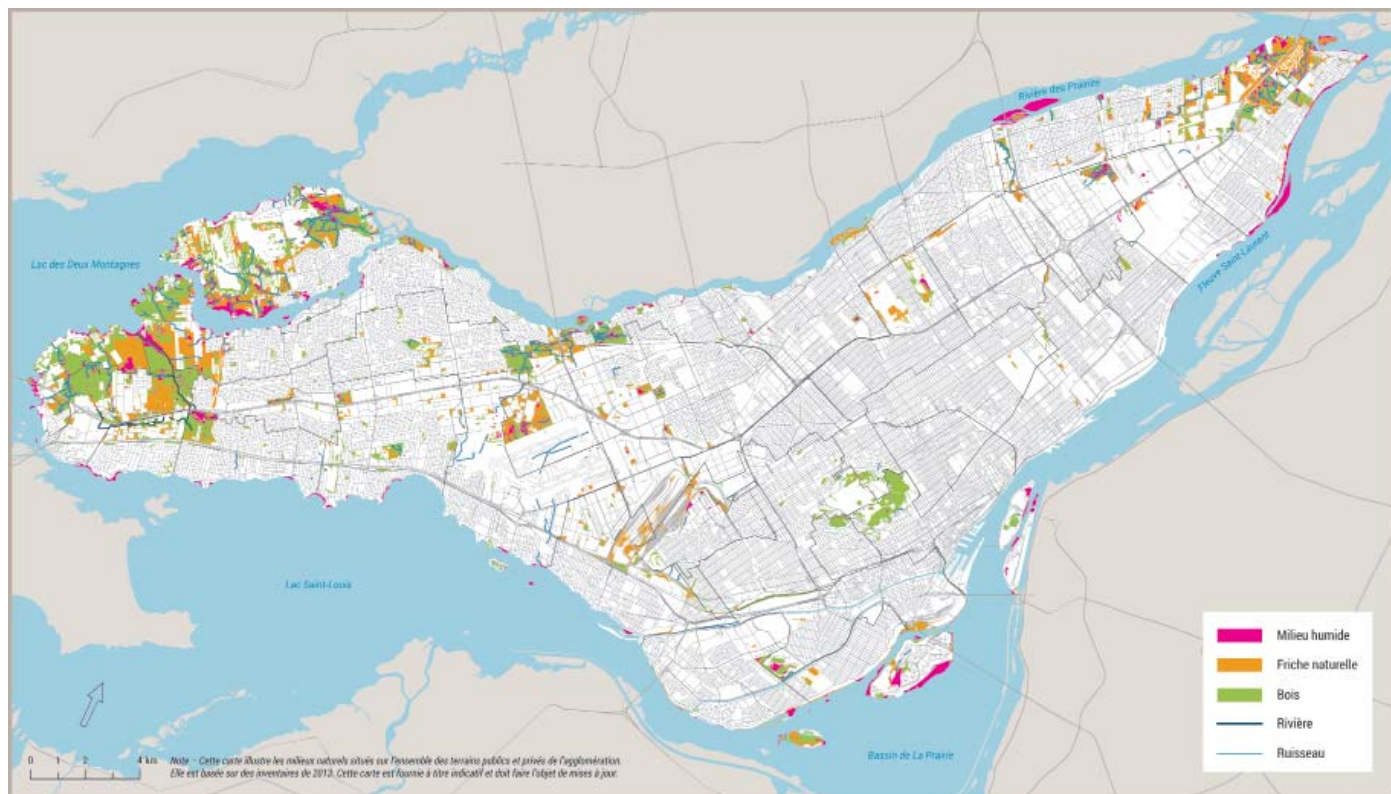 Rivière des Prairies
Lac des Deux Montagnes
Fleuve Saint-Laurent
Lac Saint-Louis
Bassin de La Prairie
Milieu humide
Friche naturelle
Bois
Rivière
Ruisseau
0 1 2 4 km
Note – Cette carte illustre les milieux naturels situés sur l'ensemble des terrains publics et privés de l'agglomération.
Elle est basée sur des inventaires de 2013. Cette carte est fournie à titre indicatif et doit faire l'objet de mises à jour.